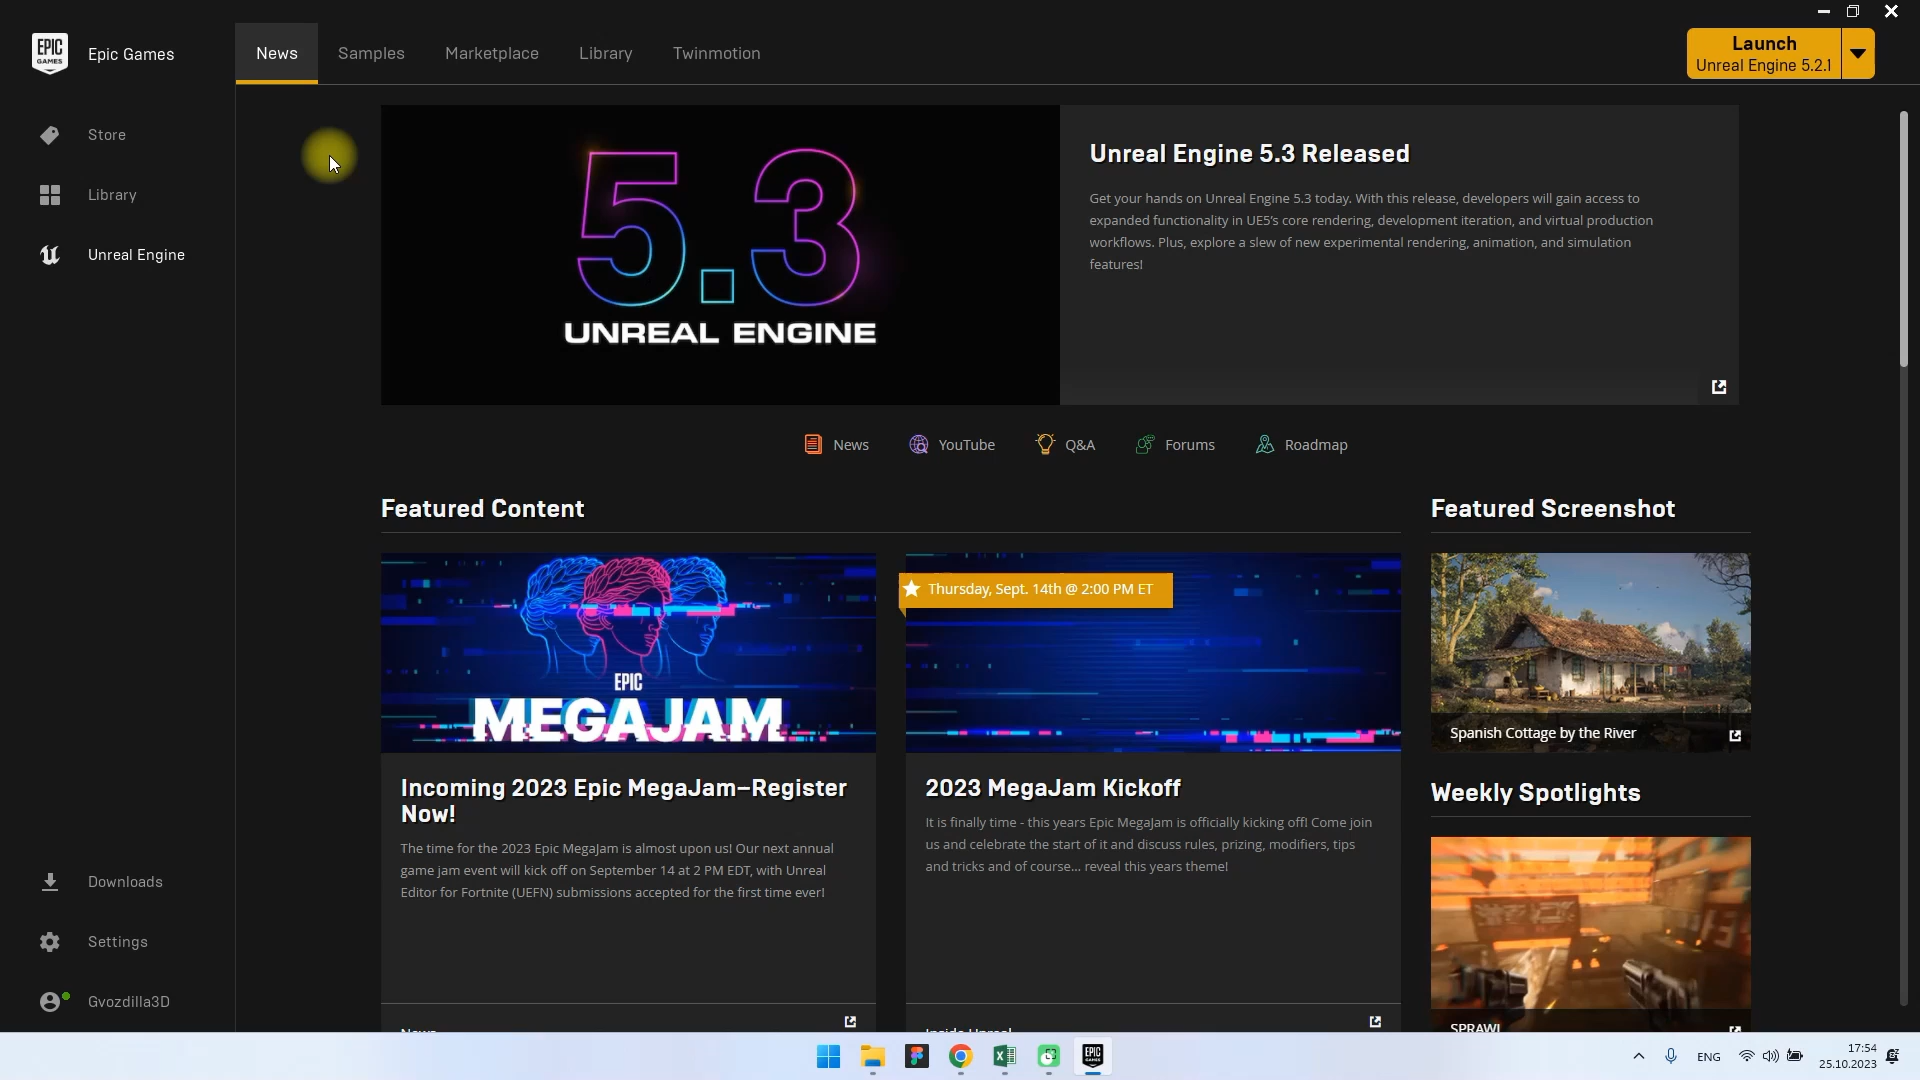 EPIC
GAMES
Epic Games
News
Samples
Marketplace
Library
Twinmotion
Launch
Unreal Engine 5.2.1
Store
Library
Unreal Engine
5.3
UNREAL ENGINE
Unreal Engine 5.3 Released
Get your hands on Unreal Engine 5.3 today. With this release, developers will gain access to
expanded functionality in UE5's core rendering, development iteration, and virtual production
workflows. Plus, explore a slew of new experimental rendering, animation, and simulation
features!
News
YouTube
Q&A
Forums
Roadmap
Featured Content
Featured Screenshot
EPIC
MEGAJAM
Thursday, Sept. 14th @ 2:00 PM ET
Spanish Cottage by the River
Incoming 2023 Epic MegaJam—Register
Now!
The time for the 2023 Epic MegaJam is almost upon us! Our next annual
game jam event will kick off on September 14 at 2 PM EDT, with Unreal
Editor for Fortnite (UEFN) submissions accepted for the first time ever!
News
2023 MegaJam Kickoff
It is finally time - this years Epic MegaJam is officially kicking off! Come join
us and celebrate the start of it and discuss rules, prizing, modifiers, tips
and tricks and of course... reveal this years theme!
Inside Unreal
Weekly Spotlights
SPRAWL
Downloads
Settings
Gvozdilla3D
EPIC
GAMES
ENG
17:54
25.10.2023